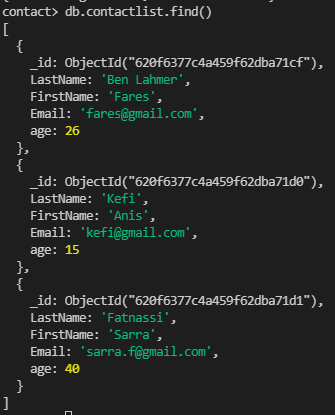 contact> db.contactlist.find()
[
  {
    _id: ObjectId("620f6377c4a459f62dba71cf"),
    LastName: 'Ben Lahmer',
    FirstName: 'Fares',
    Email: 'fares@gmail.com',
    age: 26
  },
  {
    _id: ObjectId("620f6377c4a459f62dba71d0"),
    LastName: 'Kefi',
    FirstName: 'Anis',
    Email: 'kefi@gmail.com',
    age: 15
  },
  {
    _id: ObjectId("620f6377c4a459f62dba71d1"),
    LastName: 'Fatnassi',
    FirstName: 'Sarra',
    Email: 'sarra.f@gmail.com',
    age: 40
  }
]